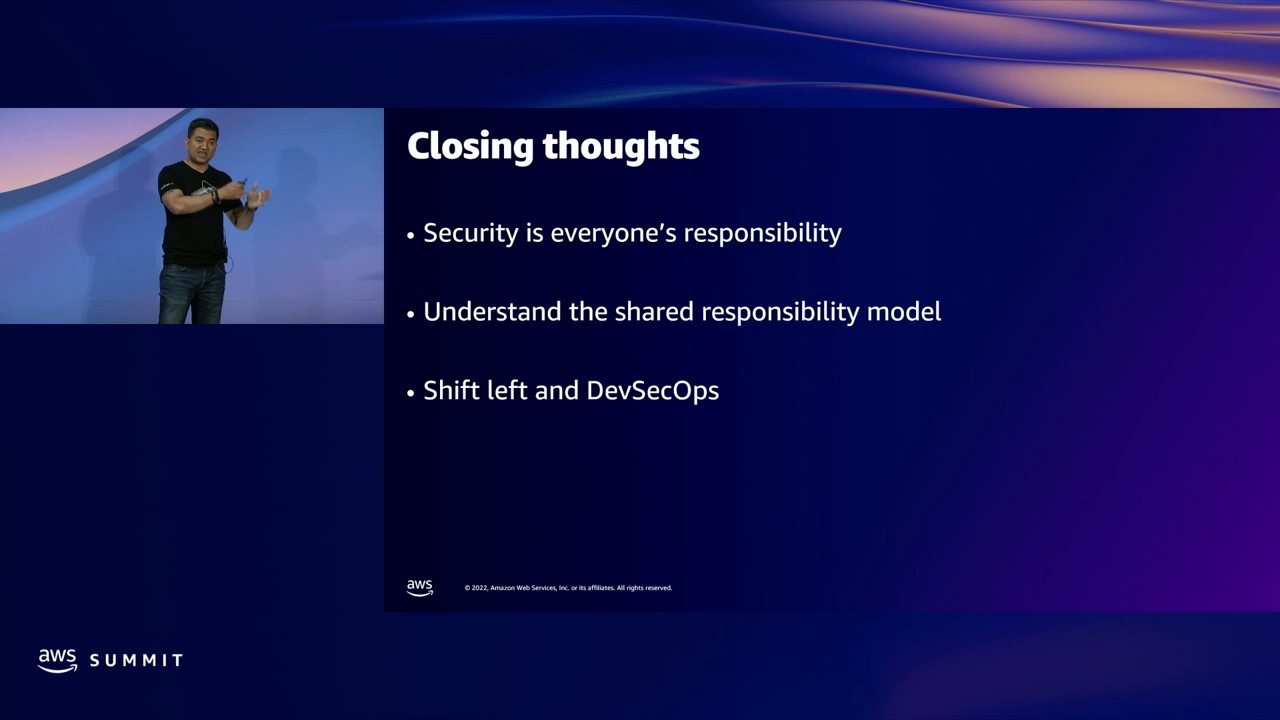 Closing thoughts
• Security is everyone’s responsibility
• Understand the shared responsibility model
• Shift left and DevSecOps
aws
© 2022, Amazon Web Services, Inc. or its affiliates. All rights reserved.
aws SUMMIT